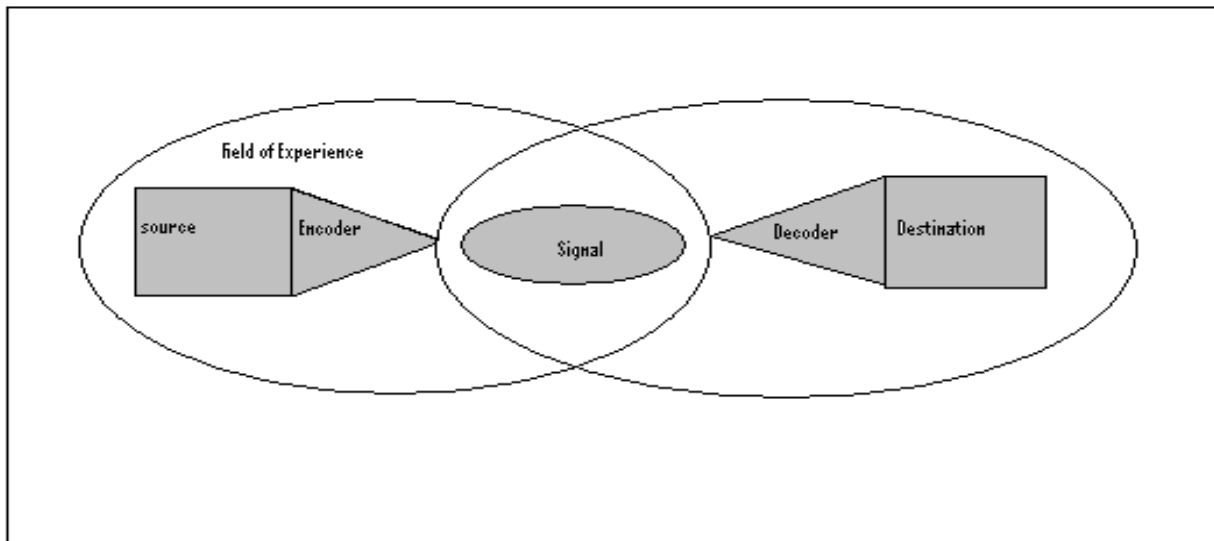 Field of Experience
source
Encoder
Signal
Decoder
Destination